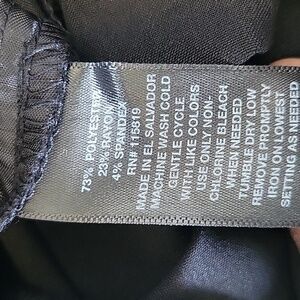 73% POLYESTER
23% RAYON
4% SPANDEX
RN# 115819
MADE IN EL SALVADOR
MACHINE WASH COLD
GENTLE CYCLE
WITH LIKE COLORS
USE ONLY NON-
CHLORINE BLEACH
WHEN NEEDED
TUMBLE DRY LOW
REMOVE PROMPTLY
IRON ON LOWEST
SETTING AS NEEDED